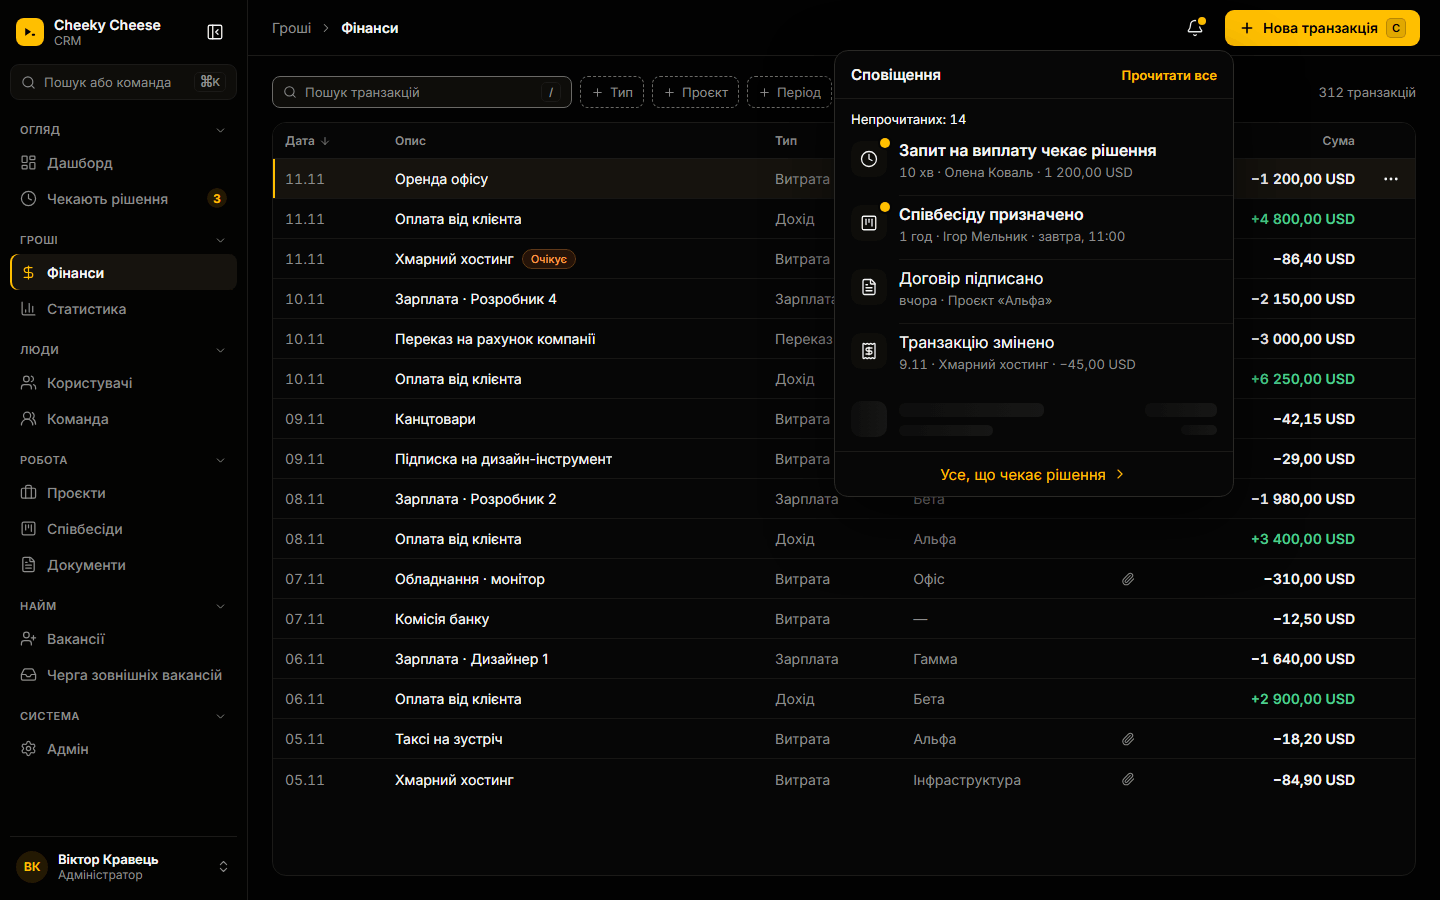 Cheeky Cheese
CRM
Пошук або команда
⌘K
ОГЛЯД
Дашборд
Чекають рішення
3
ГРОШІ
Фінанси
Статистика
ЛЮДИ
Користувачі
Команда
РОБОТА
Проєкти
Співбесіди
Документи
НАЙМ
Вакансії
Черга зовнішніх вакансій
СИСТЕМА
Адмін
ВК
Віктор Кравець
Адміністратор
Гроші
Фінанси
Нова транзакція
C
Пошук транзакцій
/
Тип
Проєкт
Період
312 транзакцій
Дата Опис Тип Сума
11.11 Оренда офісу Витрата −1 200,00 USD
11.11 Оплата від клієнта Дохід +4 800,00 USD
11.11 Хмарний хостинг Очікує Витрата −86,40 USD
10.11 Зарплата · Розробник 4 Зарплата −2 150,00 USD
10.11 Переказ на рахунок компанії Переказ −3 000,00 USD
10.11 Оплата від клієнта Дохід +6 250,00 USD
09.11 Канцтовари Витрата −42,15 USD
09.11 Підписка на дизайн-інструмент Витрата −29,00 USD
08.11 Зарплата · Розробник 2 Зарплата Бета −1 980,00 USD
08.11 Оплата від клієнта Дохід Альфа +3 400,00 USD
07.11 Обладнання · монітор Витрата Офіс −310,00 USD
07.11 Комісія банку Витрата — −12,50 USD
06.11 Зарплата · Дизайнер 1 Зарплата Гамма −1 640,00 USD
06.11 Оплата від клієнта Дохід Бета +2 900,00 USD
05.11 Таксі на зустріч Витрата Альфа −18,20 USD
05.11 Хмарний хостинг Витрата Інфраструктура −84,90 USD
Сповіщення
Прочитати все
Непрочитаних: 14
Запит на виплату чекає рішення
10 хв · Олена Коваль · 1 200,00 USD
Співбесіду призначено
1 год · Ігор Мельник · завтра, 11:00
Договір підписано
вчора · Проєкт «Альфа»
Транзакцію змінено
9.11 · Хмарний хостинг · −45,00 USD
Усе, що чекає рішення